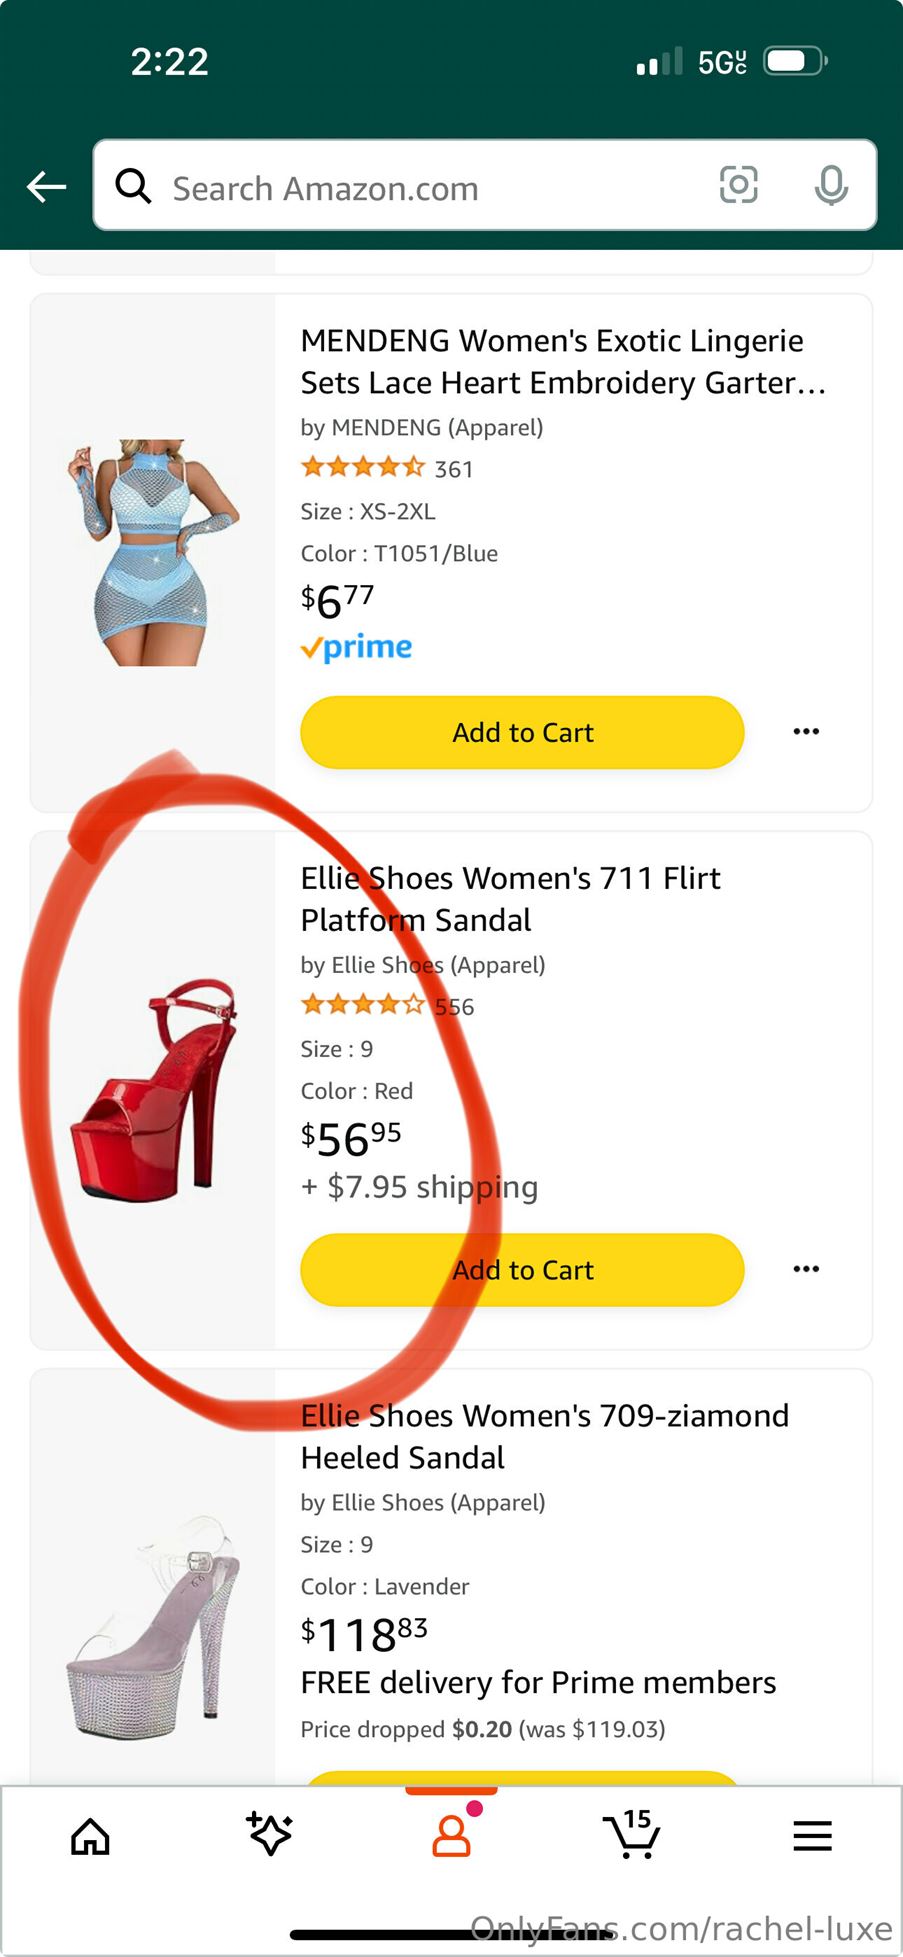 2:22
5GUC
Search Amazon.com
MENDENG Women's Exotic Lingerie
Sets Lace Heart Embroidery Garter...
by MENDENG (Apparel)
361
Size : XS-2XL
Color : T1051/Blue
$6.77
prime
Add to Cart
Ellie Shoes Women's 711 Flirt
Platform Sandal
by Ellie Shoes (Apparel)
556
Size : 9
Color : Red
$56.95
+ $7.95 shipping
Add to Cart
Ellie Shoes Women's 709-ziamond
Heeled Sandal
by Ellie Shoes (Apparel)
Size : 9
Color : Lavender
$118.83
FREE delivery for Prime members
Price dropped $0.20 (was $119.03)
15
OnlyFans.com/rachel-luxe